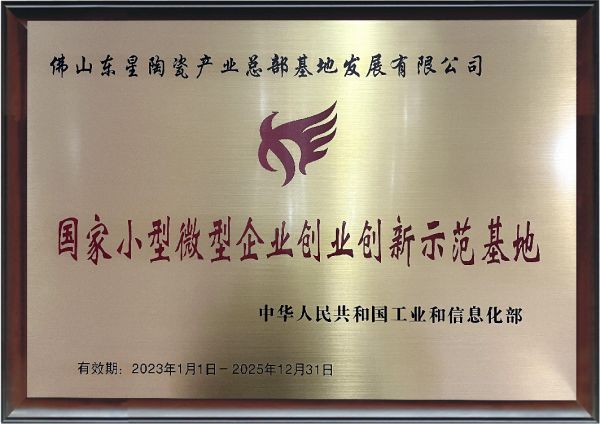 佛山东星陶瓷产业总部基地发展有限公司
国家小型微型企业创业创新示范基地
中华人民共和国工业和信息化部
有效期：2023年1月1日－2025年12月31日